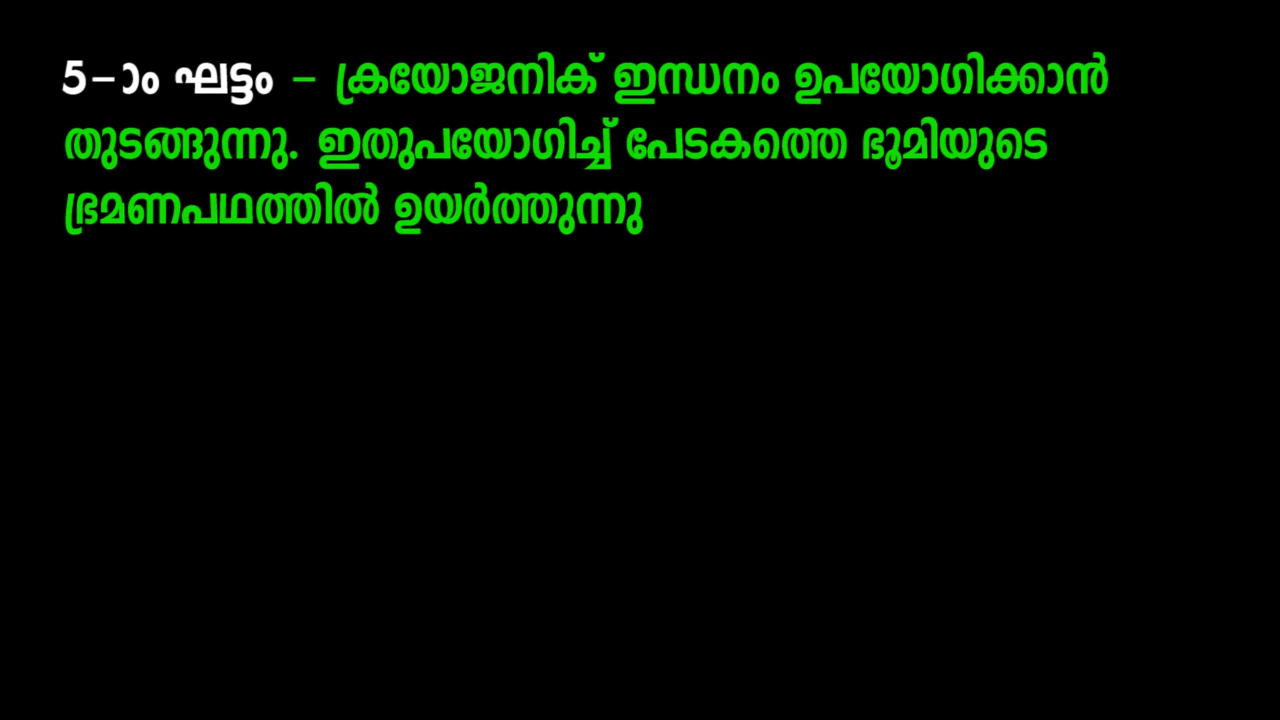 5-ാം ഘട്ടം - ക്രയോജനിക് ഇന്ധനം ഉപയോഗിക്കാൻ
തുടങ്ങുന്നു. ഇതുപയോഗിച്ച് പേടകത്തെ ഭൂമിയുടെ
ഭ്രമണപഥത്തിൽ ഉയർത്തുന്നു